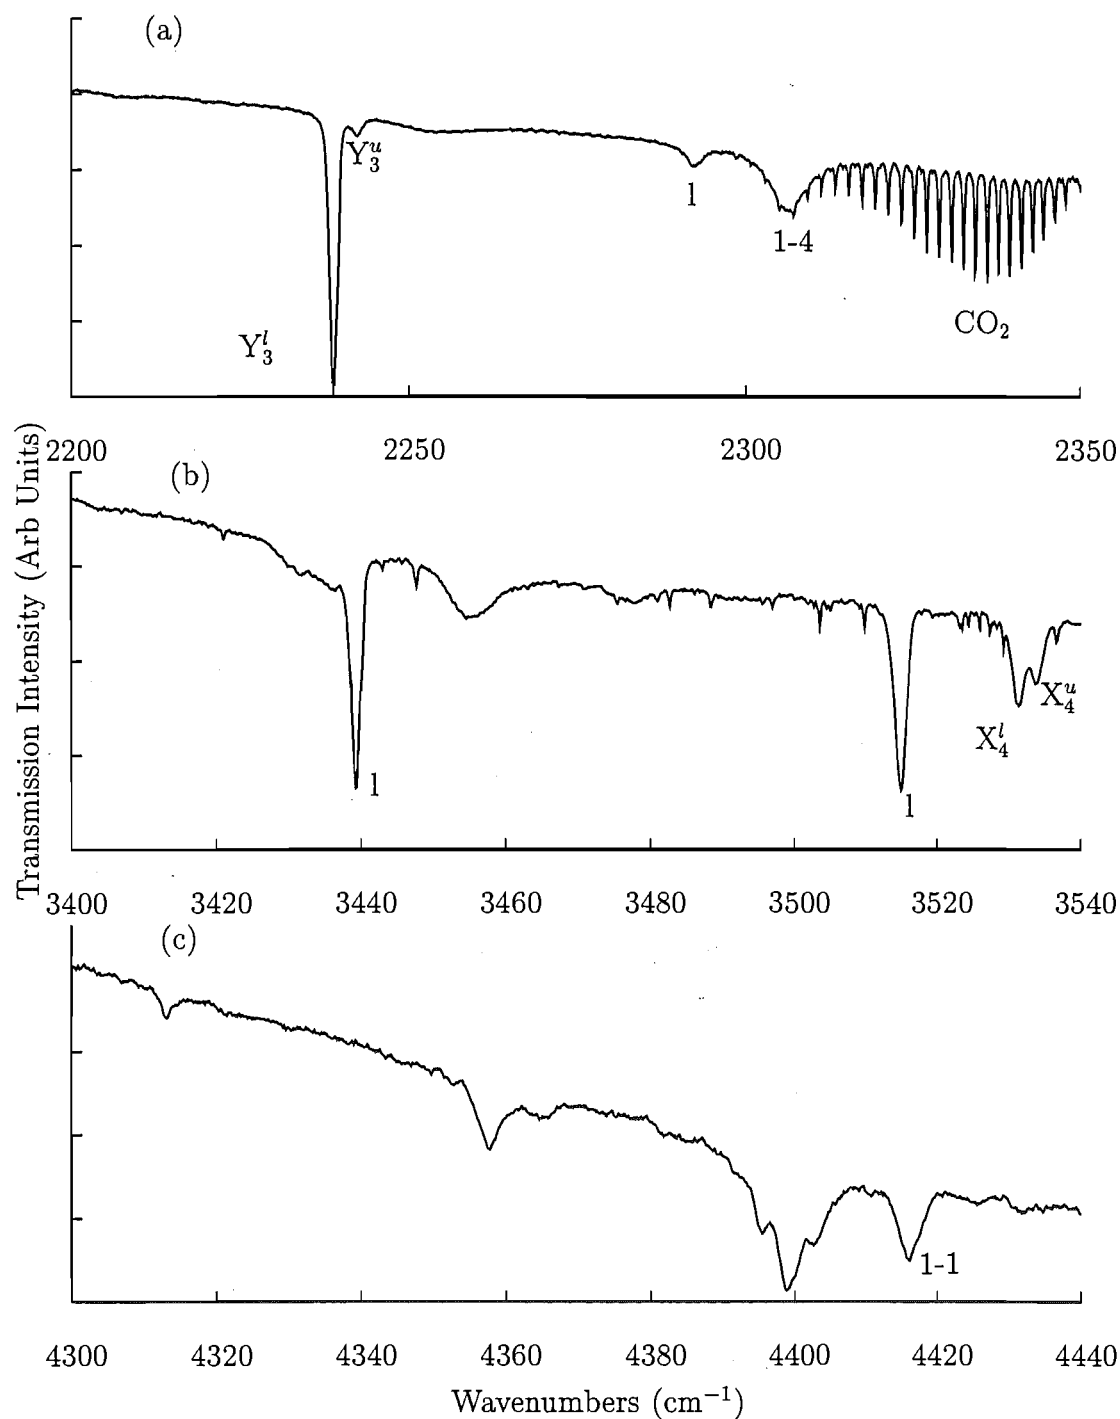 (a)
Y₃ᵘ
1
1-4
CO₂
Y₃ˡ
2200 2250 2300 2350
(b)
X₄ᵘ
X₄ˡ
1
1
Transmission Intensity (Arb Units)
3400 3420 3440 3460 3480 3500 3520 3540
(c)
1-1
4300 4320 4340 4360 4380 4400 4420 4440
Wavenumbers (cm⁻¹)